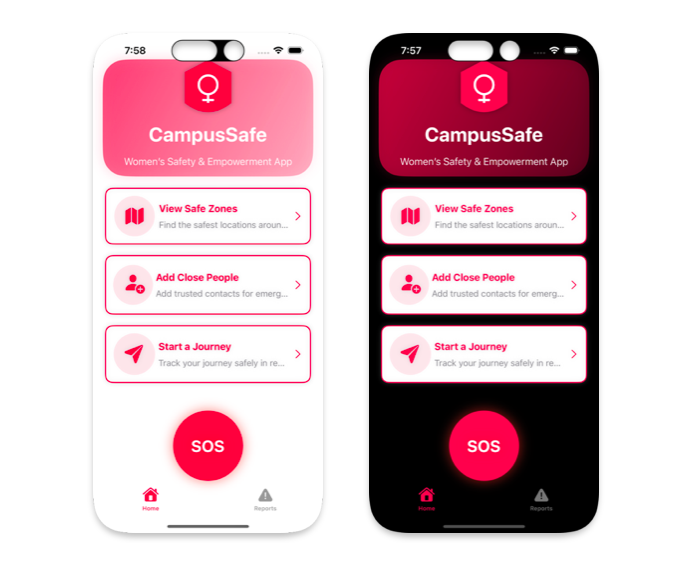 7:58
CampusSafe
Women's Safety & Empowerment App
View Safe Zones
Find the safest locations aroun...
Add Close People
Add trusted contacts for emerg...
Start a Journey
Track your journey safely in re...
SOS
Home
Reports
7:57
CampusSafe
Women's Safety & Empowerment App
View Safe Zones
Find the safest locations aroun...
Add Close People
Add trusted contacts for emerg...
Start a Journey
Track your journey safely in re...
SOS
Home
Reports